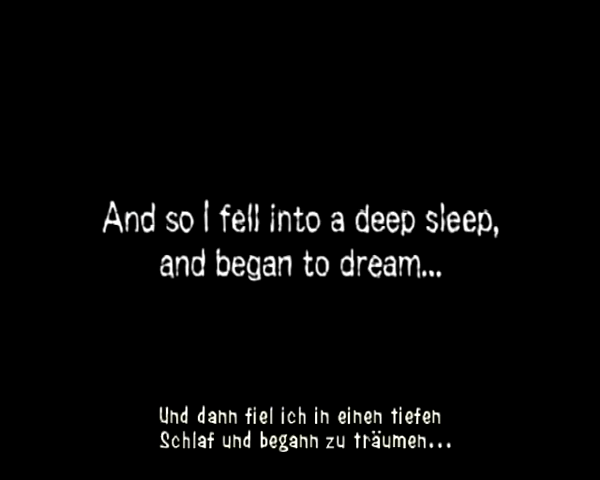 And so I fell into a deep sleep,
and began to dream...
Und dann fiel ich in einen tiefen
Schlaf und begann zu träumen...